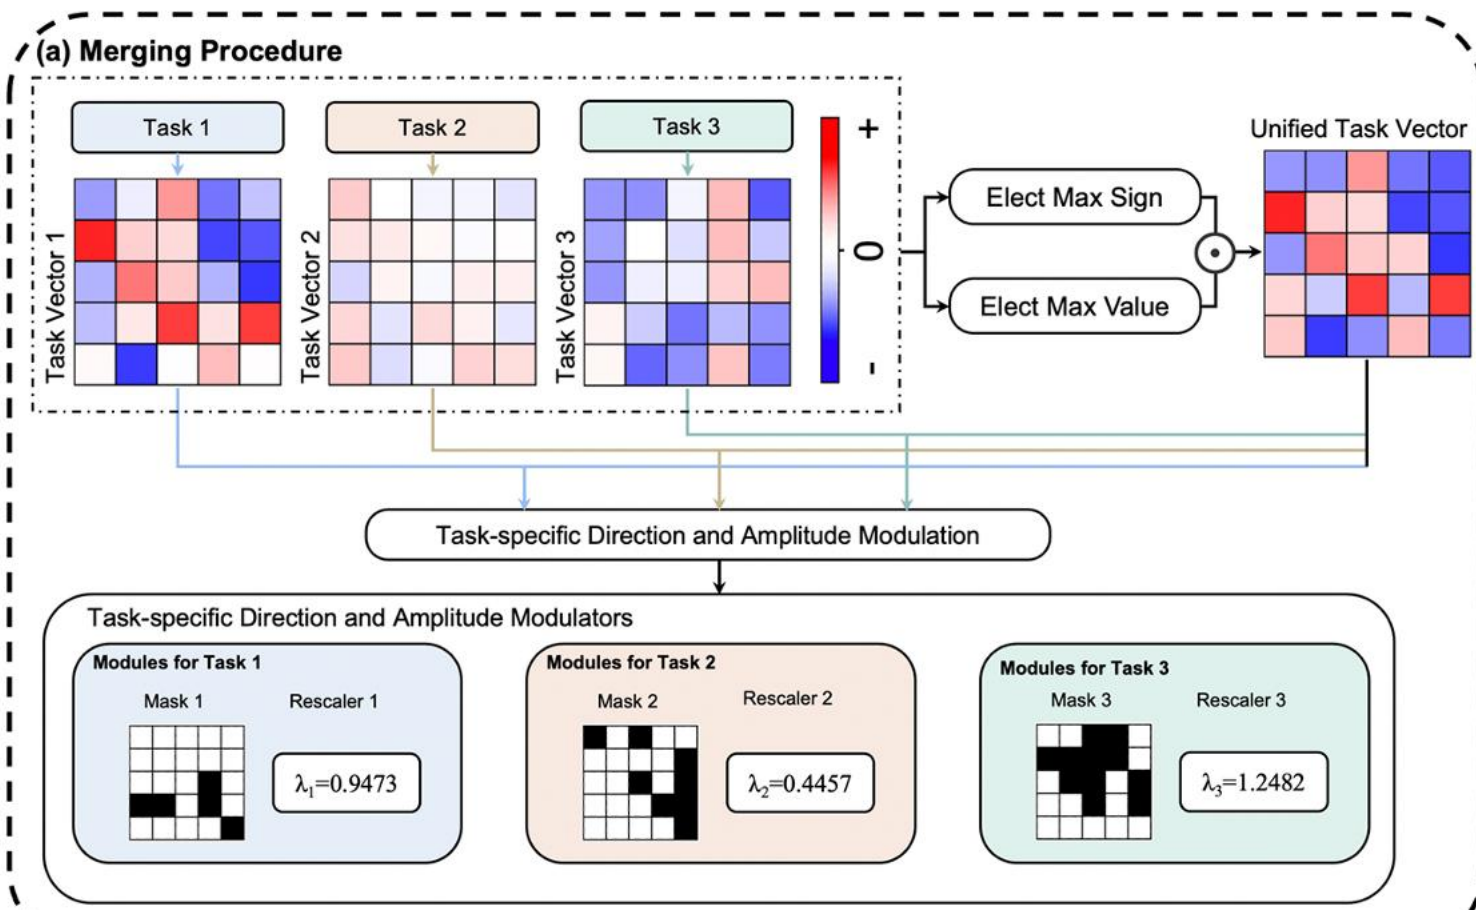 (a) Merging Procedure
Task 1
Task 2
Task 3
+
0
-
Task Vector 1
Task Vector 2
Task Vector 3
Elect Max Sign
Elect Max Value
Unified Task Vector
Task-specific Direction and Amplitude Modulation
Task-specific Direction and Amplitude Modulators
Modules for Task 1
Mask 1
Rescaler 1
λ₁=0.9473
Modules for Task 2
Mask 2
Rescaler 2
λ₂=0.4457
Modules for Task 3
Mask 3
Rescaler 3
λ₃=1.2482